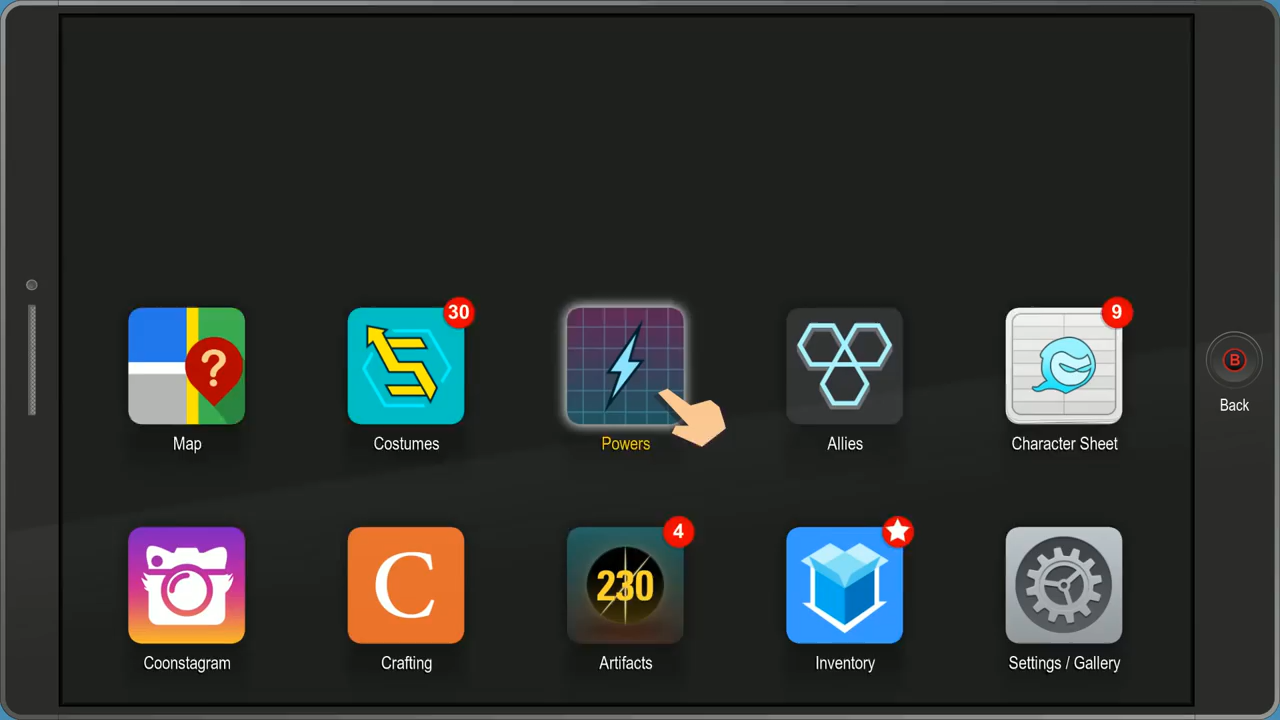 30
9
?
Map
Costumes
Powers
Allies
Character Sheet
B
Back
4
C
230
Coonstagram
Crafting
Artifacts
Inventory
Settings / Gallery